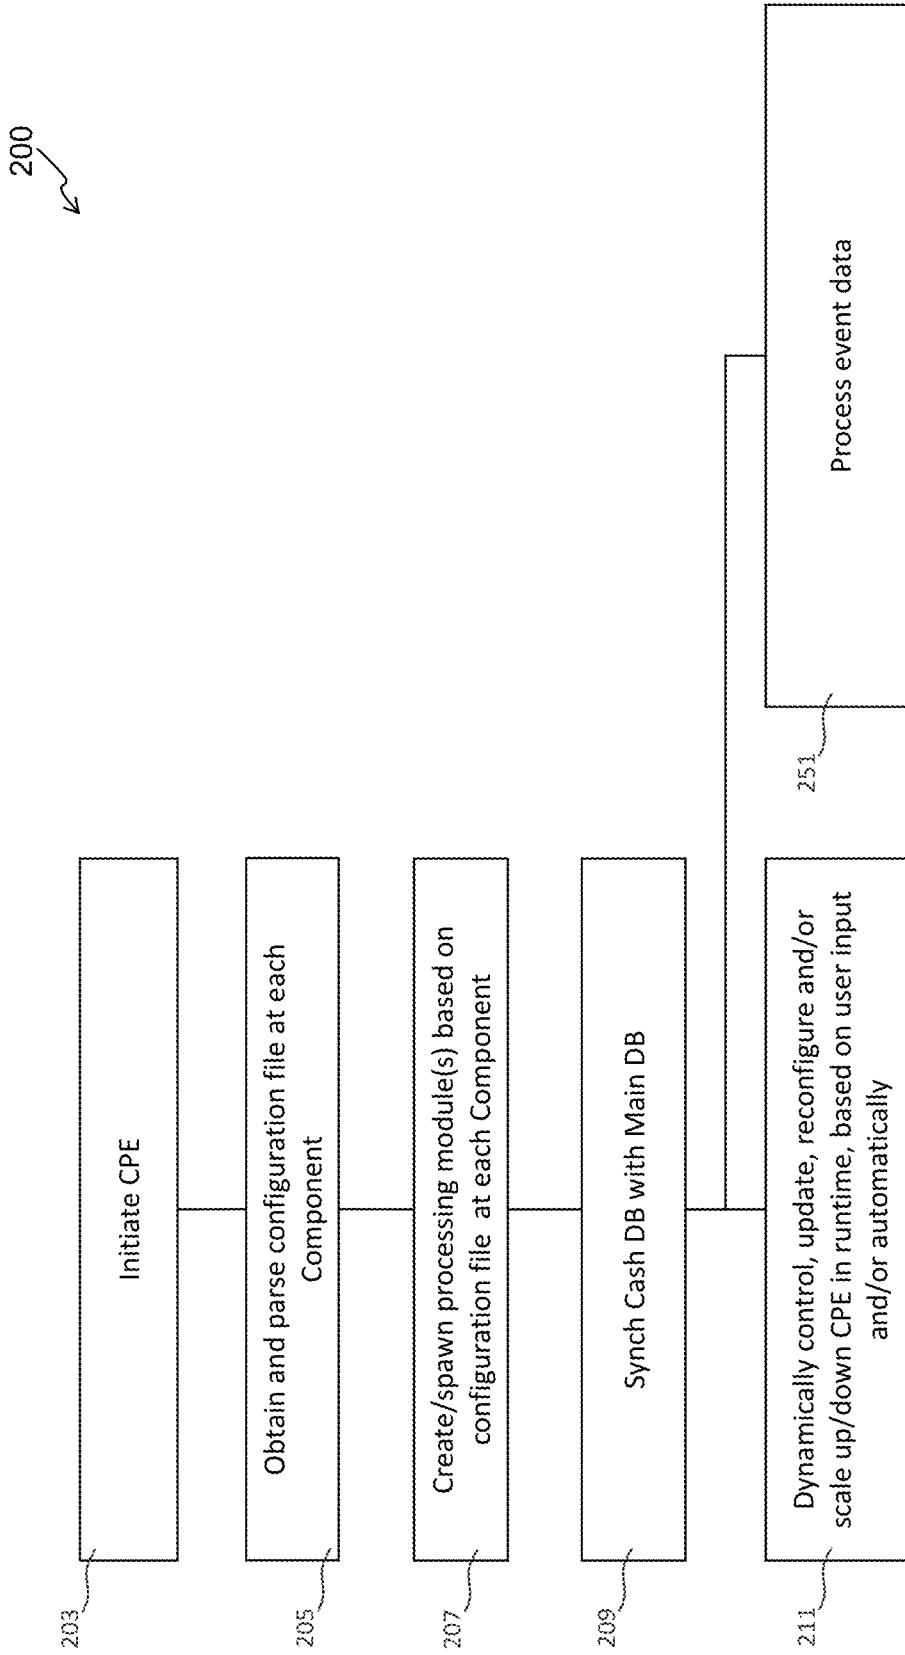 200
203
Initiate CPE
205
Obtain and parse configuration file at each
Component
207
Create/spawn processing module(s) based on
configuration file at each Component
209
Synch Cash DB with Main DB
211
Dynamically control, update, reconfigure and/or
scale up/down CPE in runtime, based on user input
and/or automatically
251
Process event data